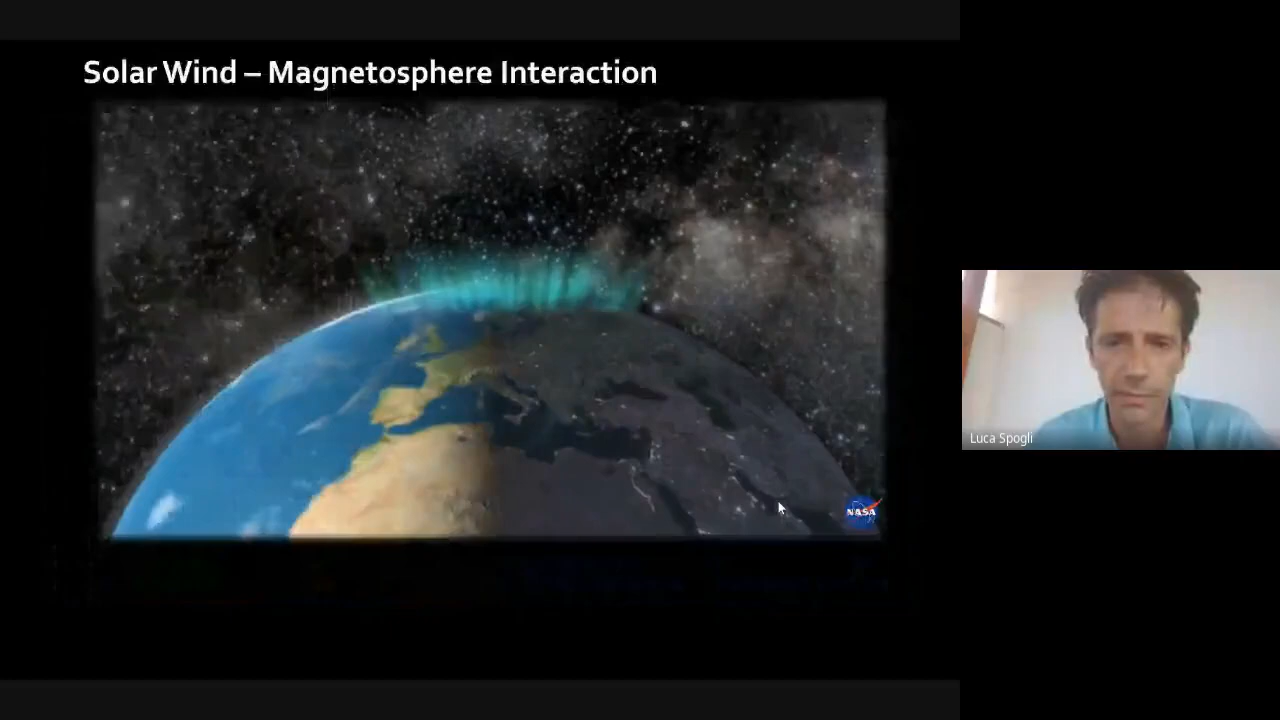 Solar Wind – Magnetosphere Interaction
NASA
Luca Spogli